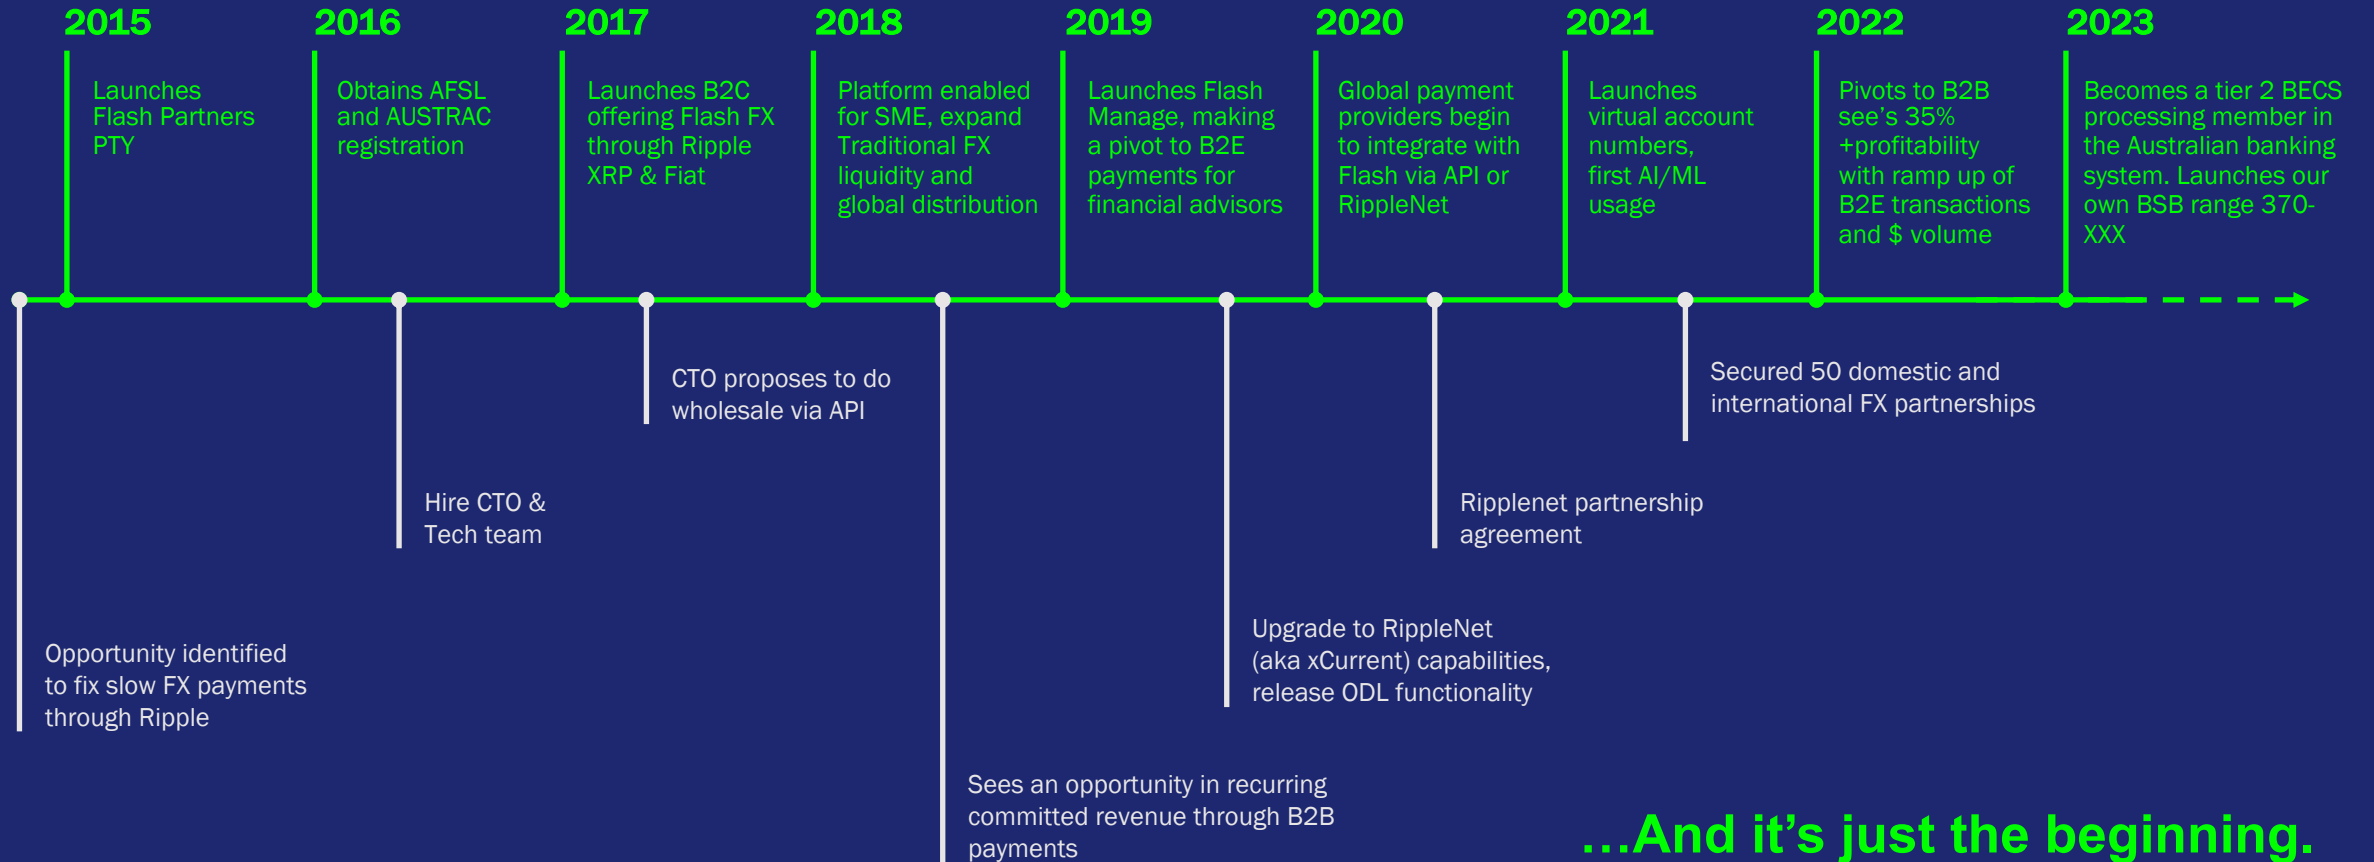 2015
Launches
Flash Partners
PTY
2016
Obtains AFSL
and AUSTRAC
registration
2017
Launches B2C
offering Flash FX
through Ripple
XRP & Fiat
2018
Platform enabled
for SME, expand
Traditional FX
liquidity and
global distribution
2019
Launches Flash
Manage, making
a pivot to B2E
payments for
financial advisors
2020
Global payment
providers begin
to integrate with
Flash via API or
RippleNet
2021
Launches
virtual account
numbers,
first AI/ML
usage
2022
Pivots to B2B
see’s 35%
+profitability
with ramp up of
B2E transactions
and $ volume
2023
Becomes a tier 2 BECS
processing member in
the Australian banking
system. Launches our
own BSB range 370-
XXX
Opportunity identified
to fix slow FX payments
through Ripple
Hire CTO &
Tech team
CTO proposes to do
wholesale via API
Sees an opportunity in recurring
committed revenue through B2B
payments
Upgrade to RippleNet
(aka xCurrent) capabilities,
release ODL functionality
Ripplenet partnership
agreement
Secured 50 domestic and
international FX partnerships
...And it’s just the beginning.